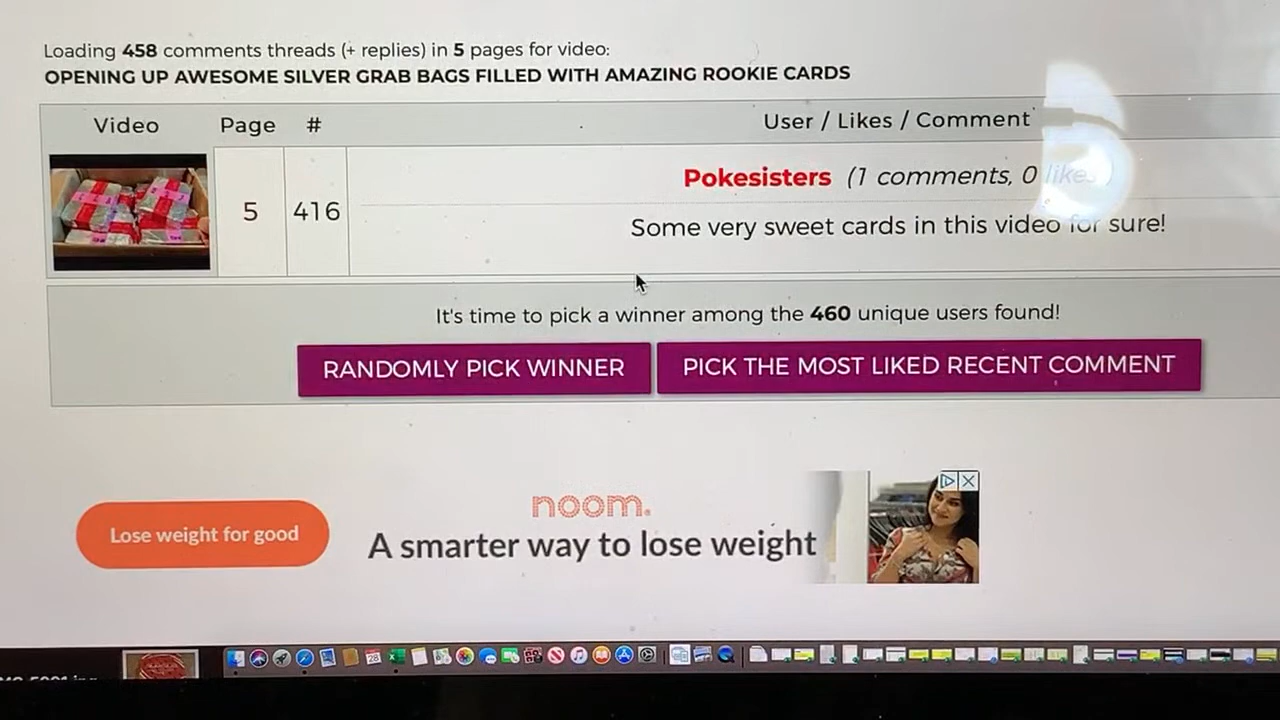 Loading 458 comments threads (+ replies) in 5 pages for video:
OPENING UP AWESOME SILVER GRAB BAGS FILLED WITH AMAZING ROOKIE CARDS
Video Page # User / Likes / Comment
Pokesisters (1 comments, 0 likes)
5 416
Some very sweet cards in this video for sure!
It's time to pick a winner among the 460 unique users found!
RANDOMLY PICK WINNER PICK THE MOST LIKED RECENT COMMENT
noom.
Lose weight for good
A smarter way to lose weight
28